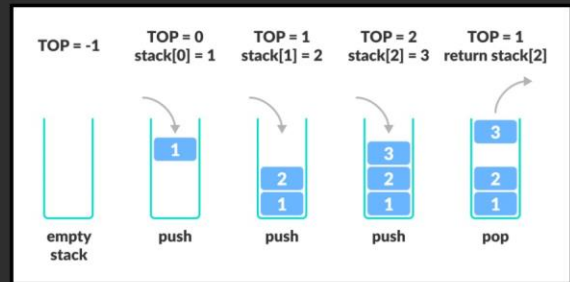 TOP = -1
TOP = 0
stack[0] = 1
TOP = 1
stack[1] = 2
TOP = 2
stack[2] = 3
TOP = 1
return stack[2]
1
2
1
3
2
1
3
2
1
empty
stack
push
push
push
pop